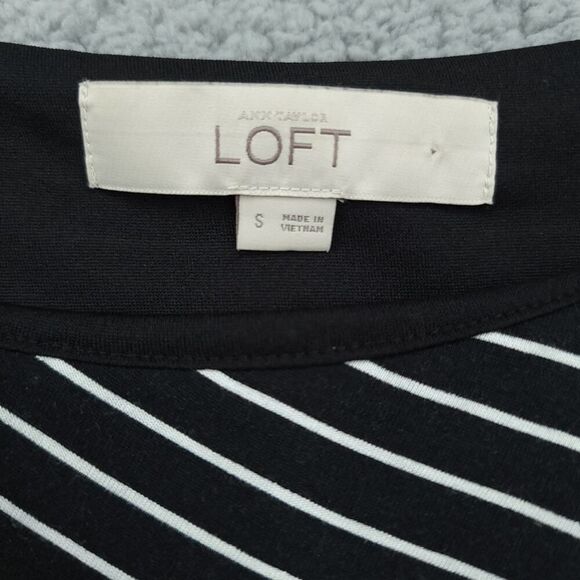 ANN TAYLOR
LOFT
S
MADE IN
VIETNAM